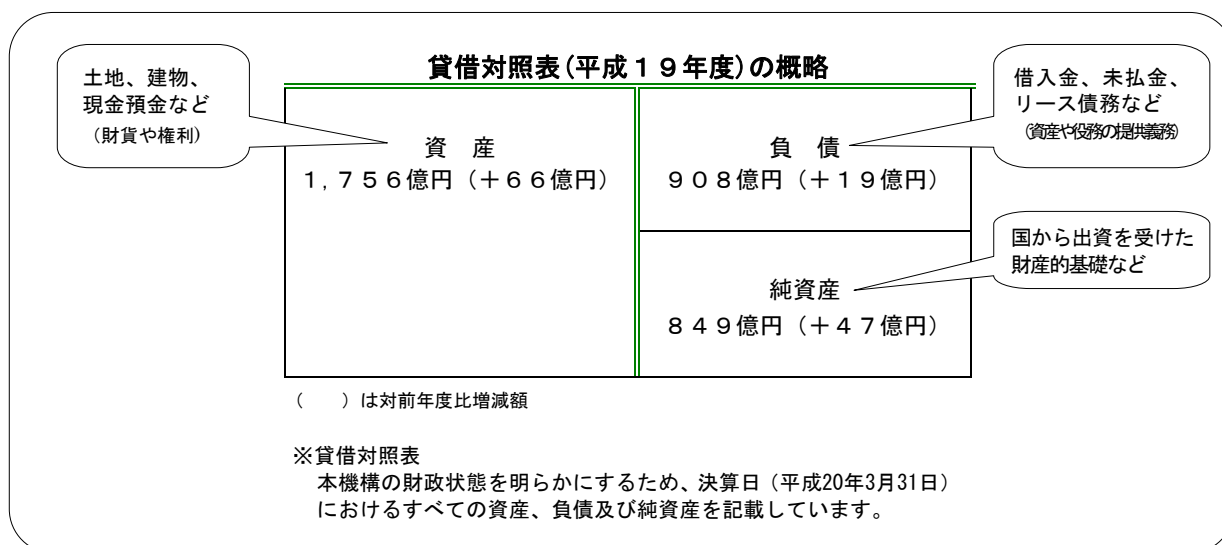 貸借対照表(平成１９年度)の概略
土地、建物、
現金預金など
(財貨や権利)
借入金、未払金、
リース債務など
(資産や役務の提供義務)
資　産
１,７５６億円（＋６６億円）
負　債
９０８億円（＋１９億円）
国から出資を受けた
財産的基礎など
純資産
８４９億円（＋４７億円）
（　　）は対前年度比増減額
※貸借対照表
本機構の財政状態を明らかにするため、決算日（平成20年3月31日）
におけるすべての資産、負債及び純資産を記載しています。